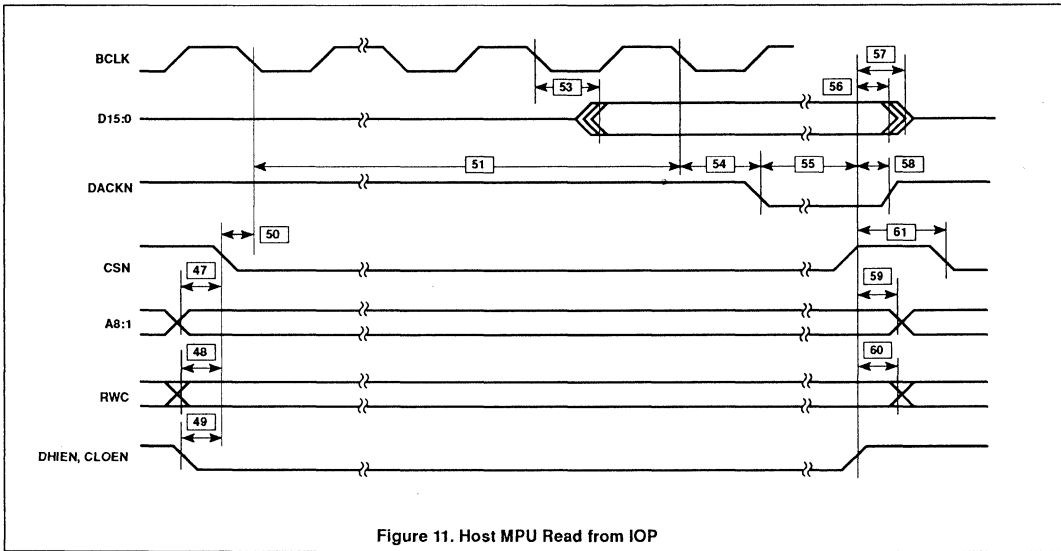 BCLK
57
56
53
D15:0
51
54
55
58
DACKN
50
61
CSN
47
59
A8:1
48
60
RWC
49
DHIEN, CLOEN
Figure 11. Host MPU Read from IOP